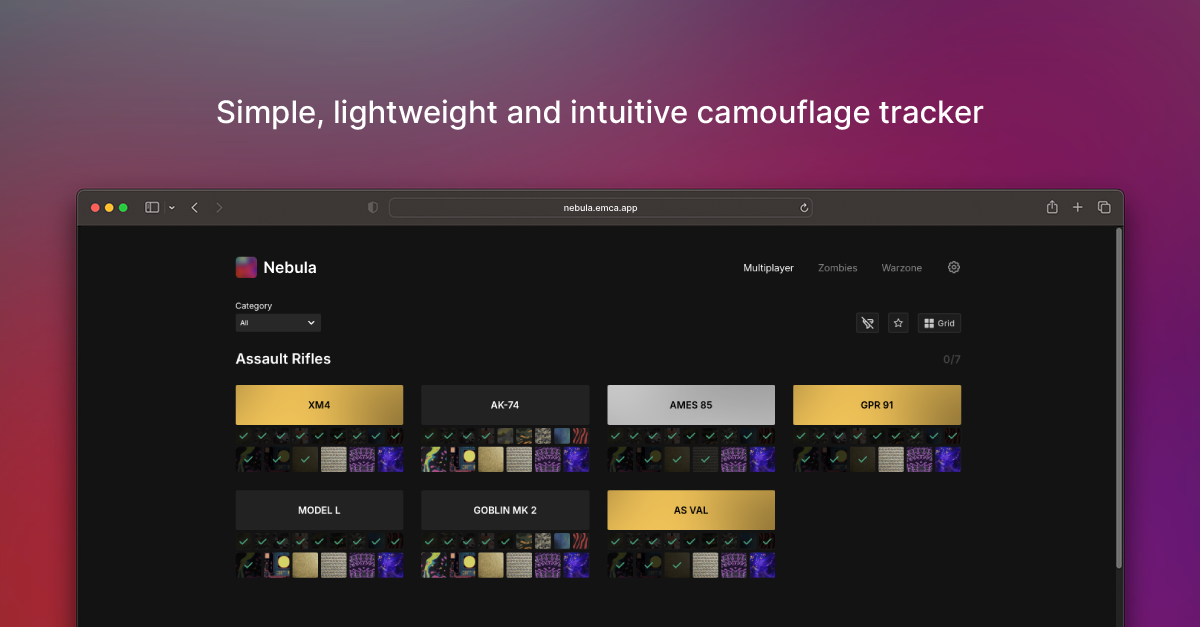 Simple, lightweight and intuitive camouflage tracker
nebula.emca.app
Nebula
Multiplayer Zombies Warzone
Category
All
Grid
Assault Rifles
0/7
XM4
AK-74
AMES 85
GPR 91
MODEL L
GOBLIN MK 2
AS VAL